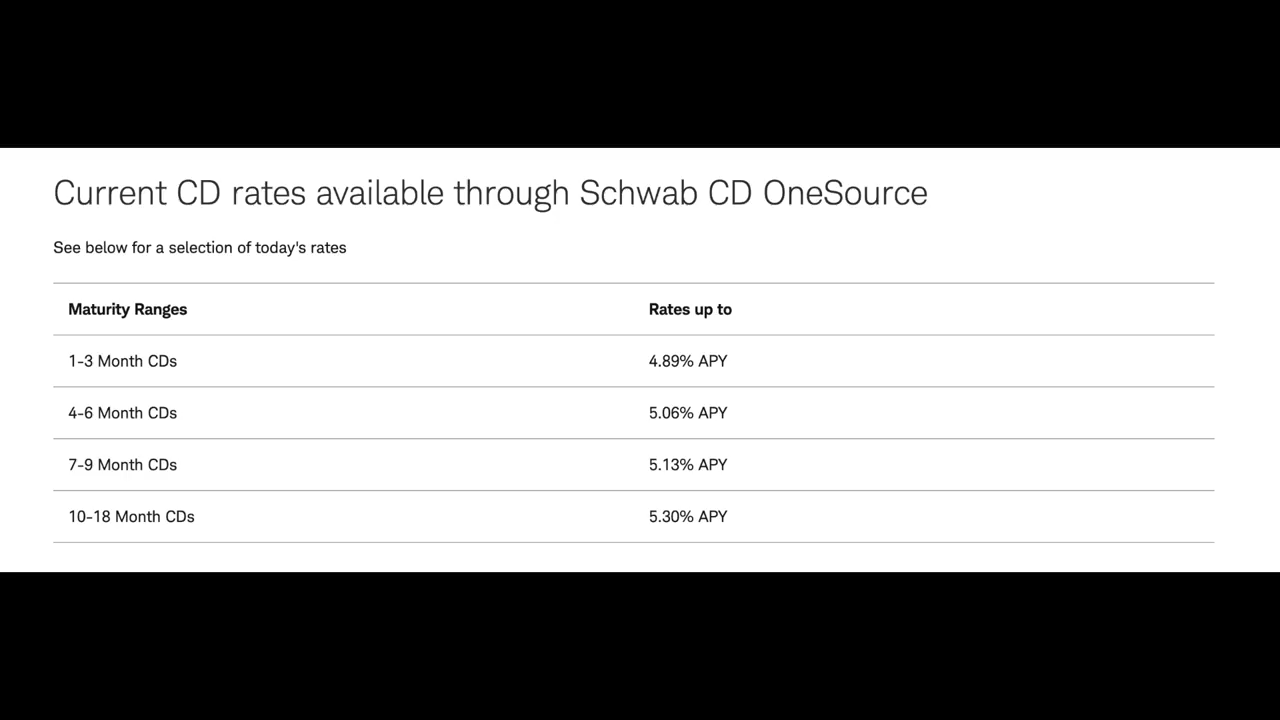 Current CD rates available through Schwab CD OneSource
See below for a selection of today's rates
Maturity Ranges Rates up to
1-3 Month CDs 4.89% APY
4-6 Month CDs 5.06% APY
7-9 Month CDs 5.13% APY
10-18 Month CDs 5.30% APY